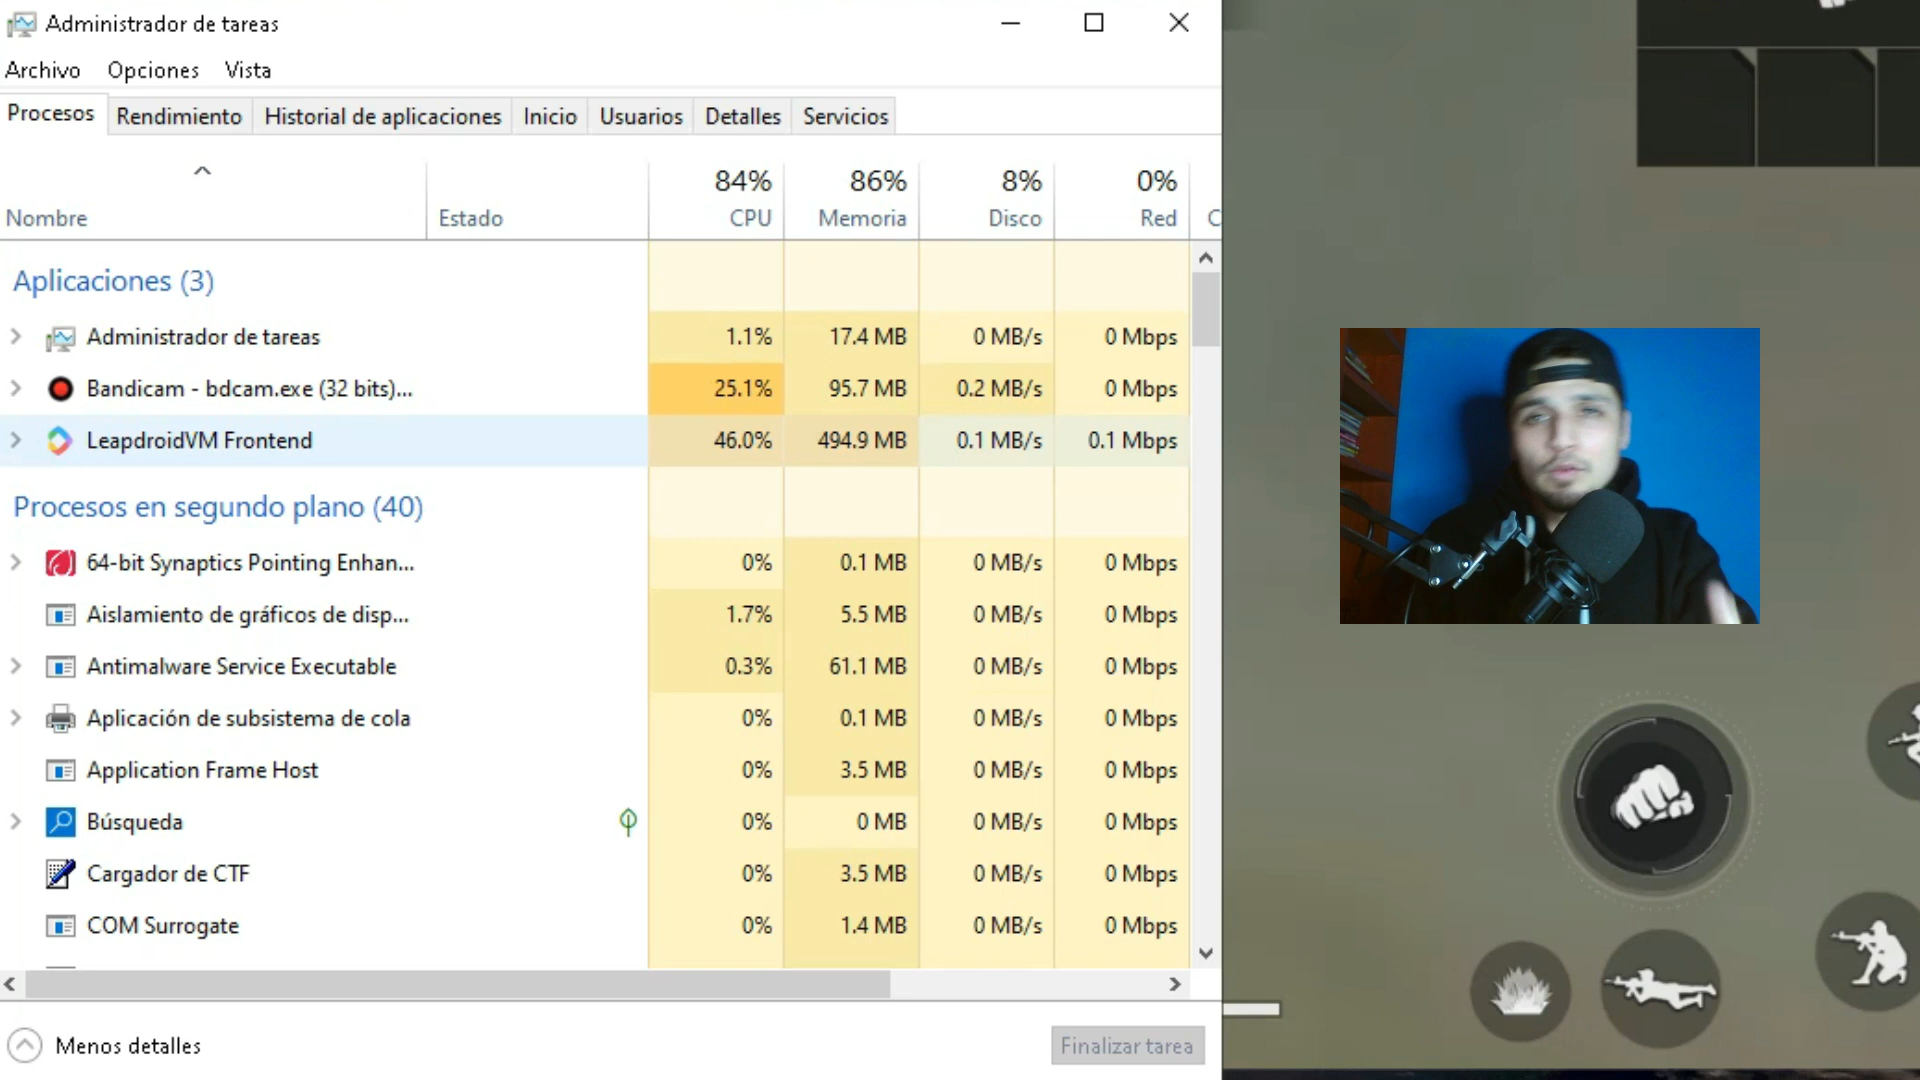 Administrador de tareas
Archivo Opciones Vista
Procesos Rendimiento Historial de aplicaciones Inicio Usuarios Detalles Servicios
84% 86% 8% 0%
Nombre Estado CPU Memoria Disco Red C
Aplicaciones (3)
Administrador de tareas 1.1% 17.4 MB 0 MB/s 0 Mbps
Bandicam - bdcam.exe (32 bits)... 25.1% 95.7 MB 0.2 MB/s 0 Mbps
LeapdroidVM Frontend 46.0% 494.9 MB 0.1 MB/s 0.1 Mbps
Procesos en segundo plano (40)
64-bit Synaptics Pointing Enhan... 0% 0.1 MB 0 MB/s 0 Mbps
Aislamiento de gráficos de disp... 1.7% 5.5 MB 0 MB/s 0 Mbps
Antimalware Service Executable 0.3% 61.1 MB 0 MB/s 0 Mbps
Aplicación de subsistema de cola 0% 0.1 MB 0 MB/s 0 Mbps
Application Frame Host 0% 3.5 MB 0 MB/s 0 Mbps
Búsqueda 0% 0 MB 0 MB/s 0 Mbps
Cargador de CTF 0% 3.5 MB 0 MB/s 0 Mbps
COM Surrogate 0% 1.4 MB 0 MB/s 0 Mbps
Menos detalles Finalizar tarea